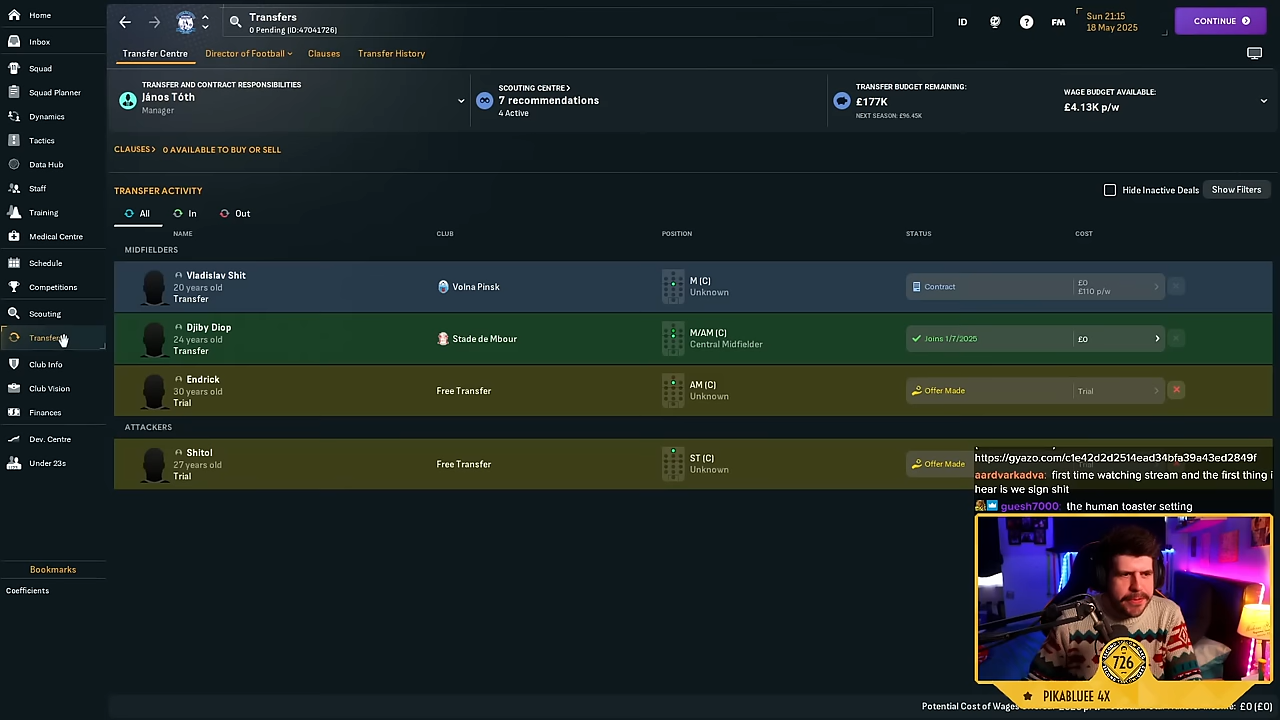 Home
Inbox
Squad
Squad Planner
Dynamics
Tactics
Data Hub
Staff
Training
Medical Centre
Schedule
Competitions
Scouting
Transfer
Club Info
Club Vision
Finances
Dev. Centre
Under 23s
Bookmarks
Coefficients
Transfers
0 Pending (ID:47041726)
ID
?
FM
Sun 21:15
18 May 2025
CONTINUE
Transfer Centre
Director of Football
Clauses
Transfer History
TRANSFER AND CONTRACT RESPONSIBILITIES
János Tóth
Manager
SCOUTING CENTRE >
7 recommendations
4 Active
TRANSFER BUDGET REMAINING:
£177K
NEXT SEASON: £96.45K
WAGE BUDGET AVAILABLE:
£4.13K p/w
CLAUSES > 0 AVAILABLE TO BUY OR SELL
TRANSFER ACTIVITY
Hide Inactive Deals
Show Filters
All
In
Out
NAME
CLUB
POSITION
STATUS
COST
MIDFIELDERS
Vladislav Shit
20 years old
Transfer
Volna Pinsk
M (C)
Unknown
Contract
£0
£110 p/w
Djiby Diop
24 years old
Transfer
Stade de Mbour
M/AM (C)
Central Midfielder
Joins 1/7/2025
£0
Endrick
30 years old
Trial
Free Transfer
AM (C)
Unknown
Offer Made
Trial
ATTACKERS
Shitol
27 years old
Trial
Free Transfer
ST (C)
Unknown
Offer Made
https://gyazo.com/c1e42d2d2514ead34bfa39a43ed2849f
aardvarkadva: first time watching stream and the first thing i
hear is we sign shit
guesh7000: the human toaster setting
726
PIKABLUEE 4X
Potential Cost of Wages
£0 (£0)